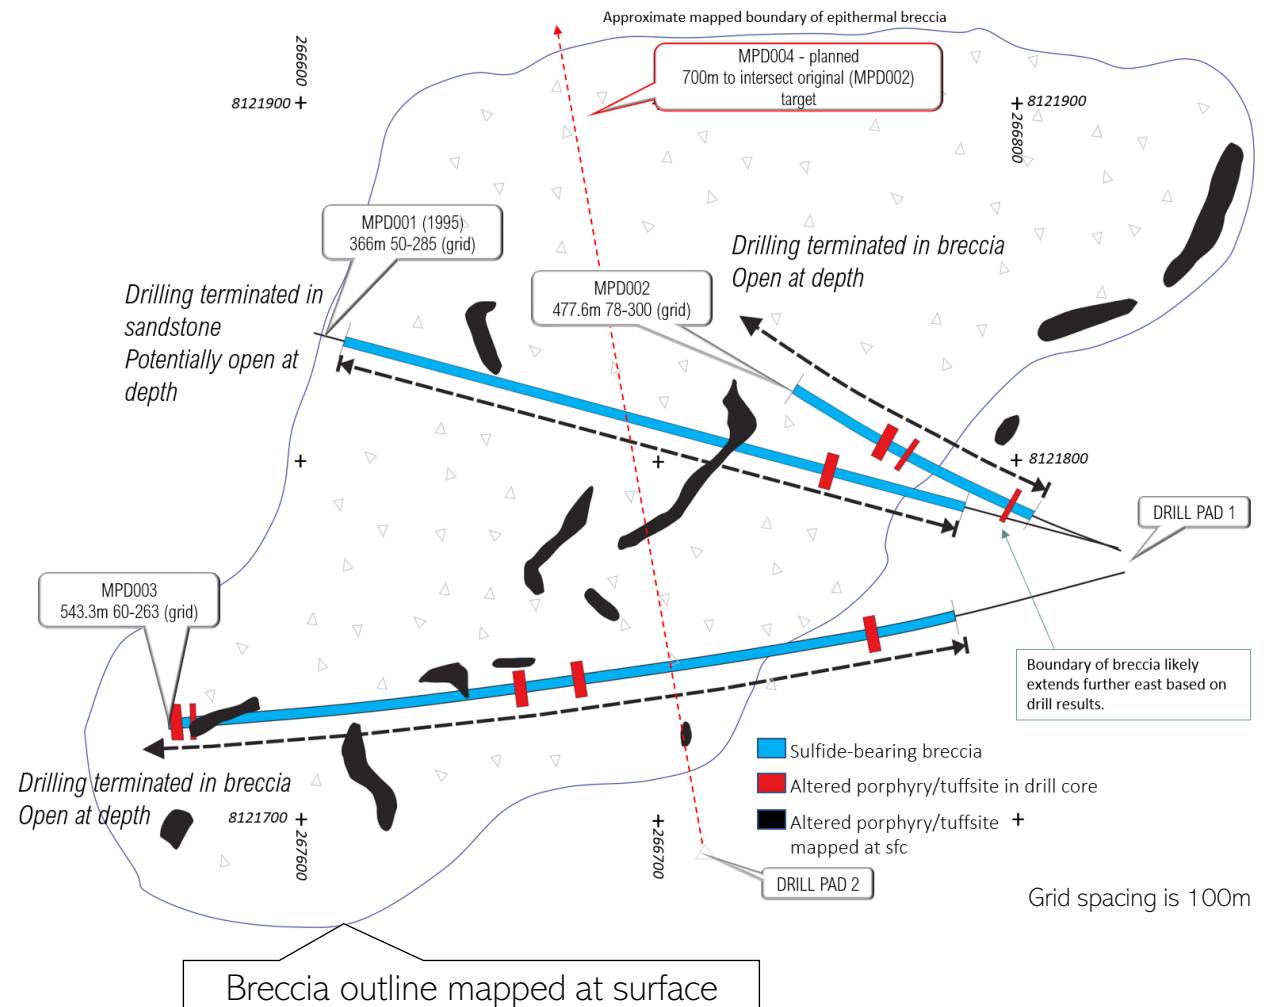 Approximate mapped boundary of epithermal breccia
266600
MPD004 - planned
700m to intersect original (MPD002)
target
8121900
8121900
266800
MPD001 (1995)
366m 50-285 (grid)
Drilling terminated in breccia
Open at depth
MPD002
477.6m 78-300 (grid)
Drilling terminated in
sandstone
Potentially open at
depth
8121800
DRILL PAD 1
MPD003
543.3m 60-263 (grid)
Boundary of breccia likely
extends further east based on
drill results.
Sulfide-bearing breccia
Drilling terminated in breccia
Open at depth
Altered porphyry/tuffsite in drill core
8121700
267600
266700
Altered porphyry/tuffsite
mapped at sfc
DRILL PAD 2
Grid spacing is 100m
Breccia outline mapped at surface